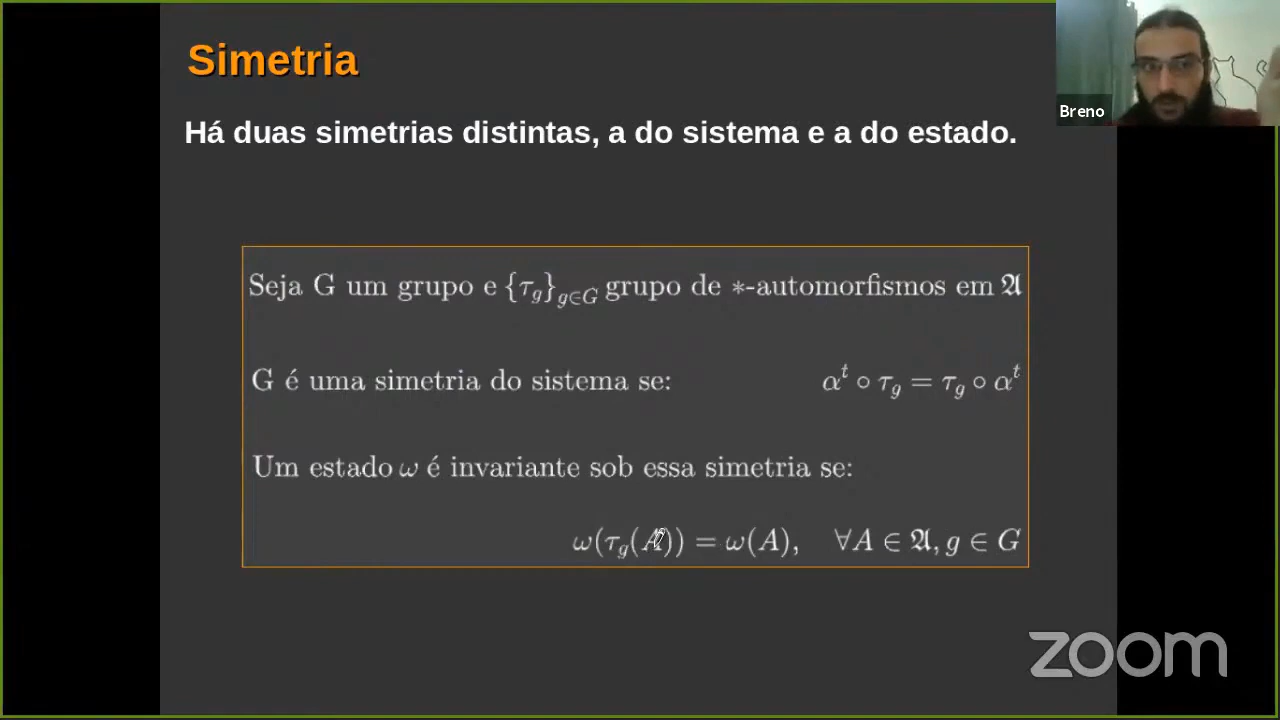 Simetria
Breno
Há duas simetrias distintas, a do sistema e a do estado.
Seja G um grupo e {τ_g}_{g∈G} grupo de ∗-automorfismos em 𝔄
G é uma simetria do sistema se: α^t ∘ τ_g = τ_g ∘ α^t
Um estado ω é invariante sob essa simetria se:
ω(τ_g(A)) = ω(A), ∀A ∈ 𝔄, g ∈ G
zoom